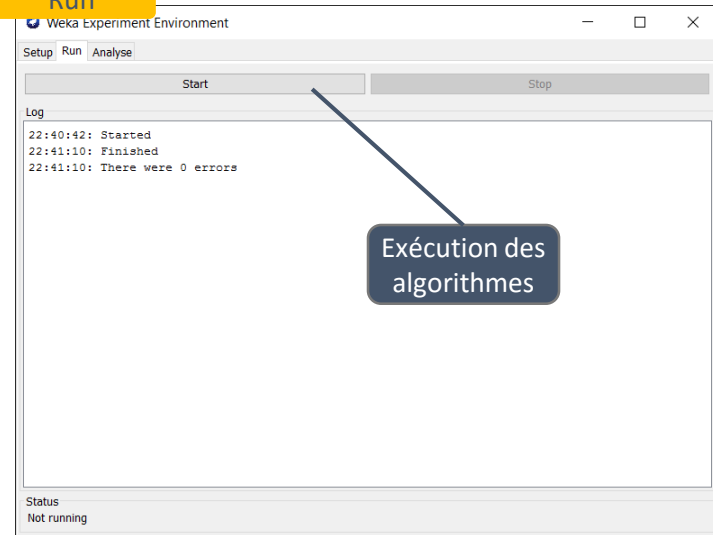 Run
Weka Experiment Environment
Setup Run Analyse
Start Stop
Log
22:40:42: Started
22:41:10: Finished
22:41:10: There were 0 errors
Exécution des
algorithmes
Status
Not running